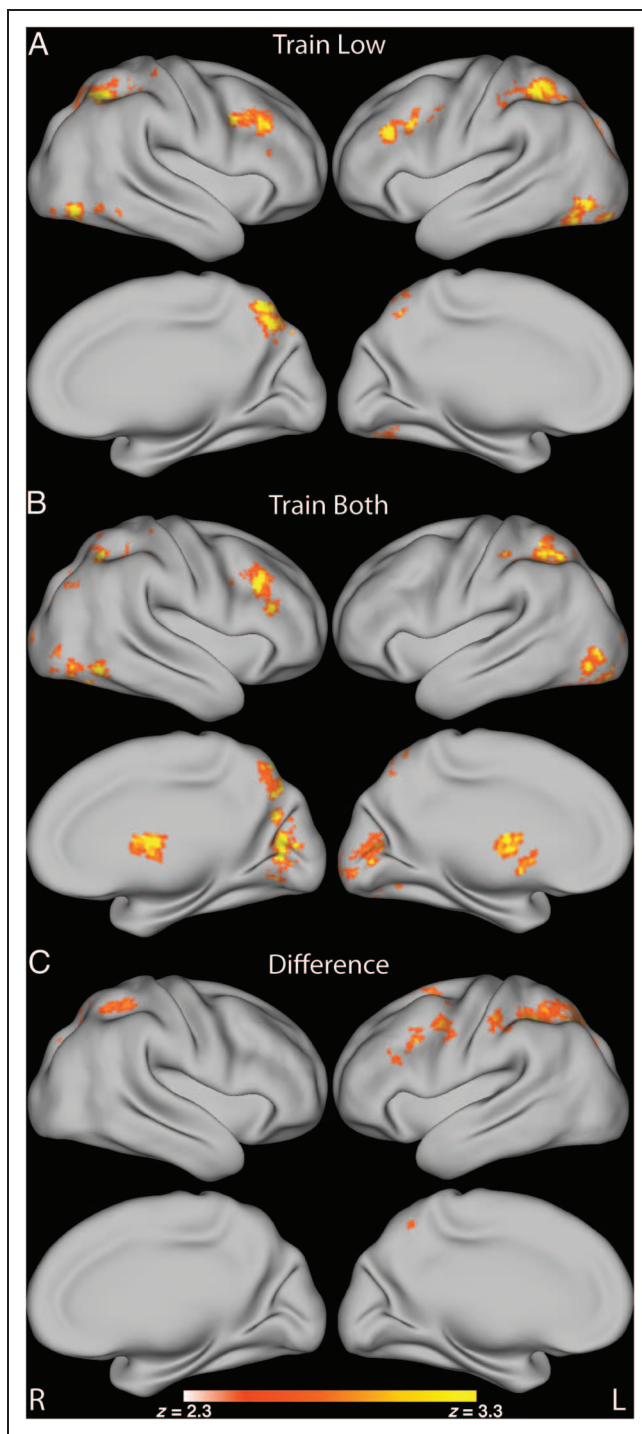 A Train Low
B Train Both
C Difference
R L
z = 2.3 z = 3.3